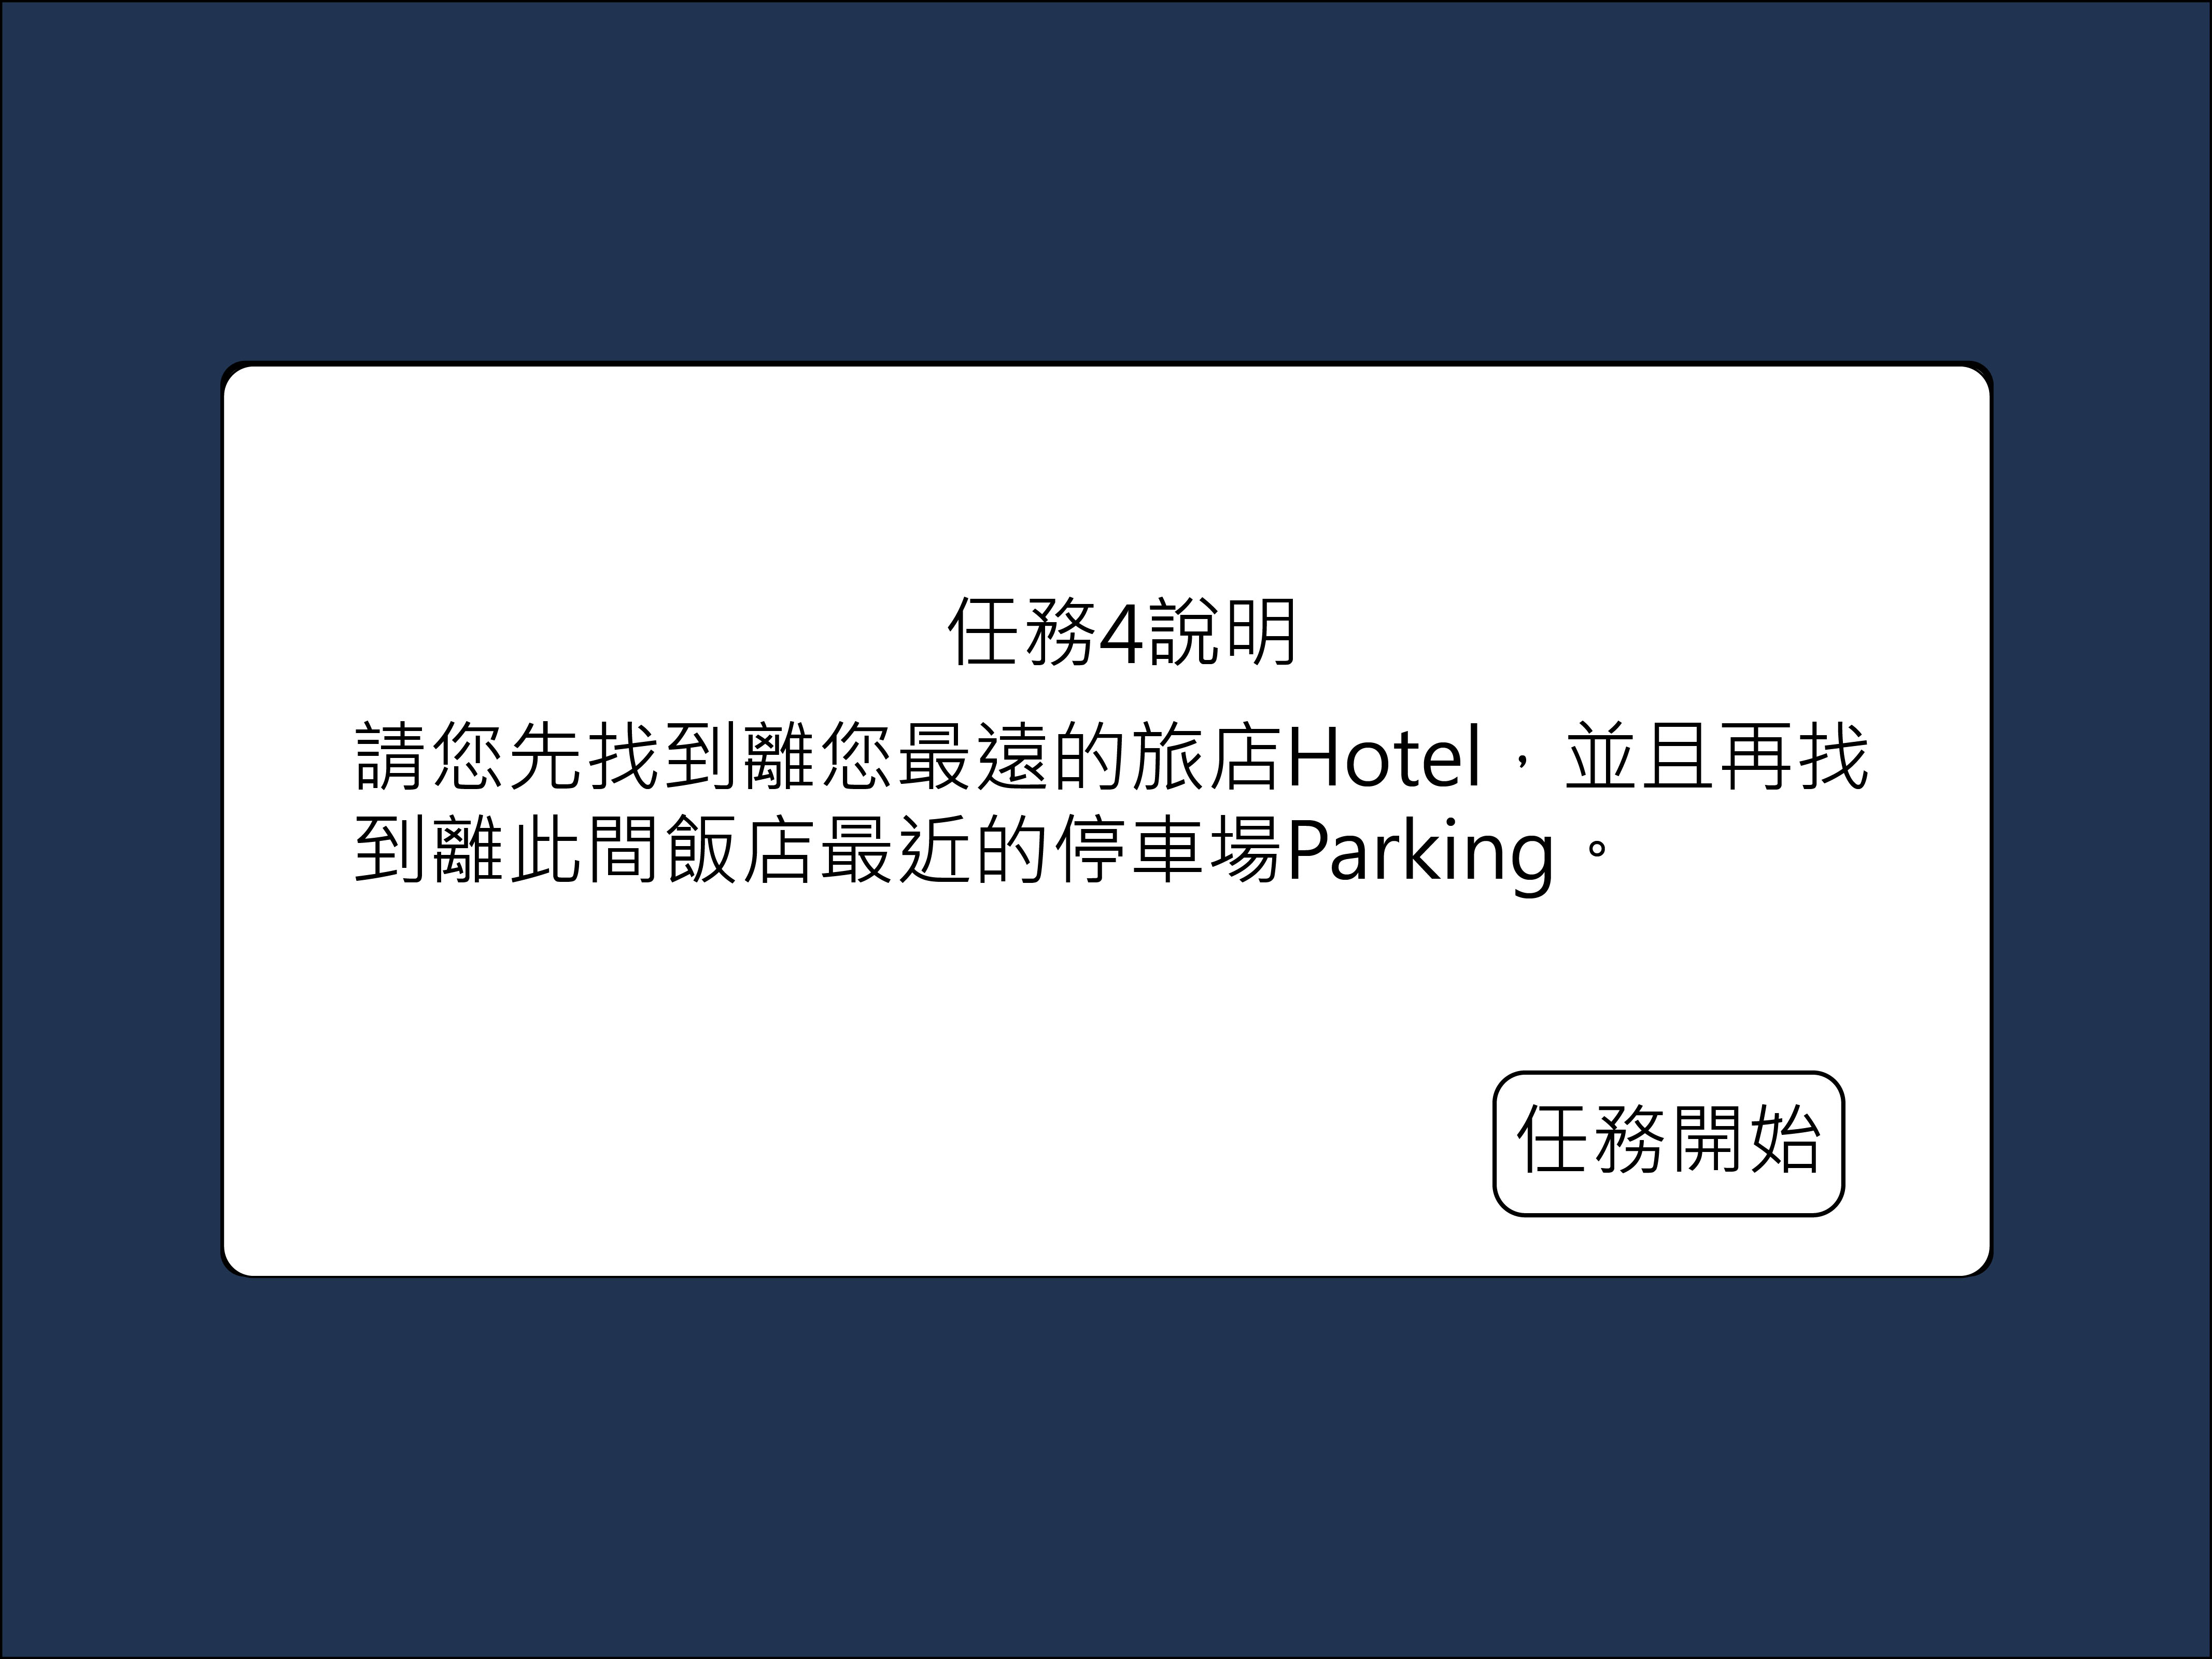 任務4說明
請您先找到離您最遠的旅店Hotel，並且再找
到離此間飯店最近的停車場Parking。
任務開始